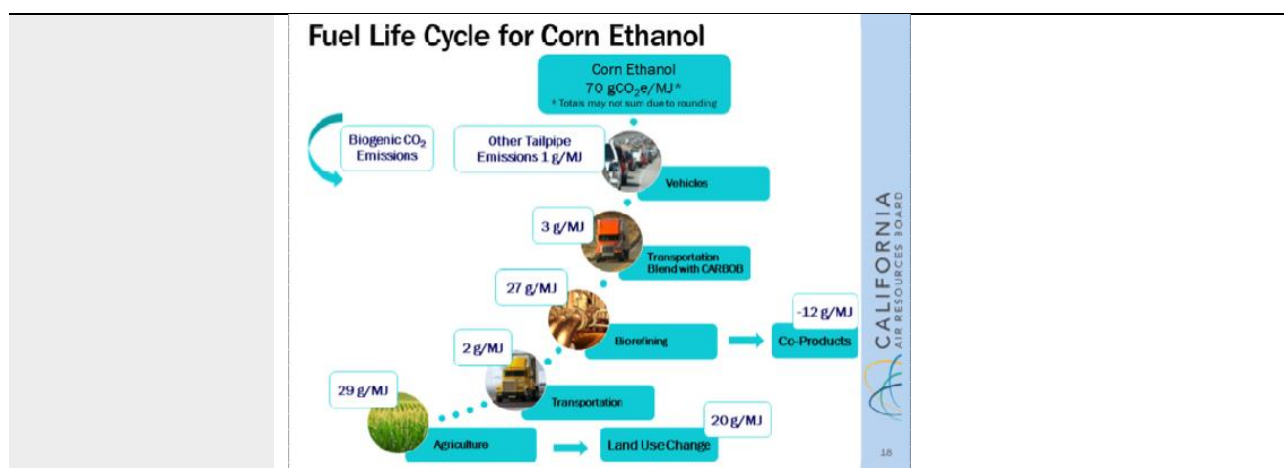 Fuel Life Cycle for Corn Ethanol
Corn Ethanol
70 gCO₂e/MJ*
* Totals may not sum due to rounding
Biogenic CO₂
Emissions
Other Tailpipe
Emissions 1 g/MJ
Vehicles
3 g/MJ
Transportation
Blend with CARBOB
27 g/MJ
Biorefining
-12 g/MJ
Co-Products
2 g/MJ
Transportation
29 g/MJ
Agriculture
20 g/MJ
Land Use Change
CALIFORNIA
AIR RESOURCES BOARD
18